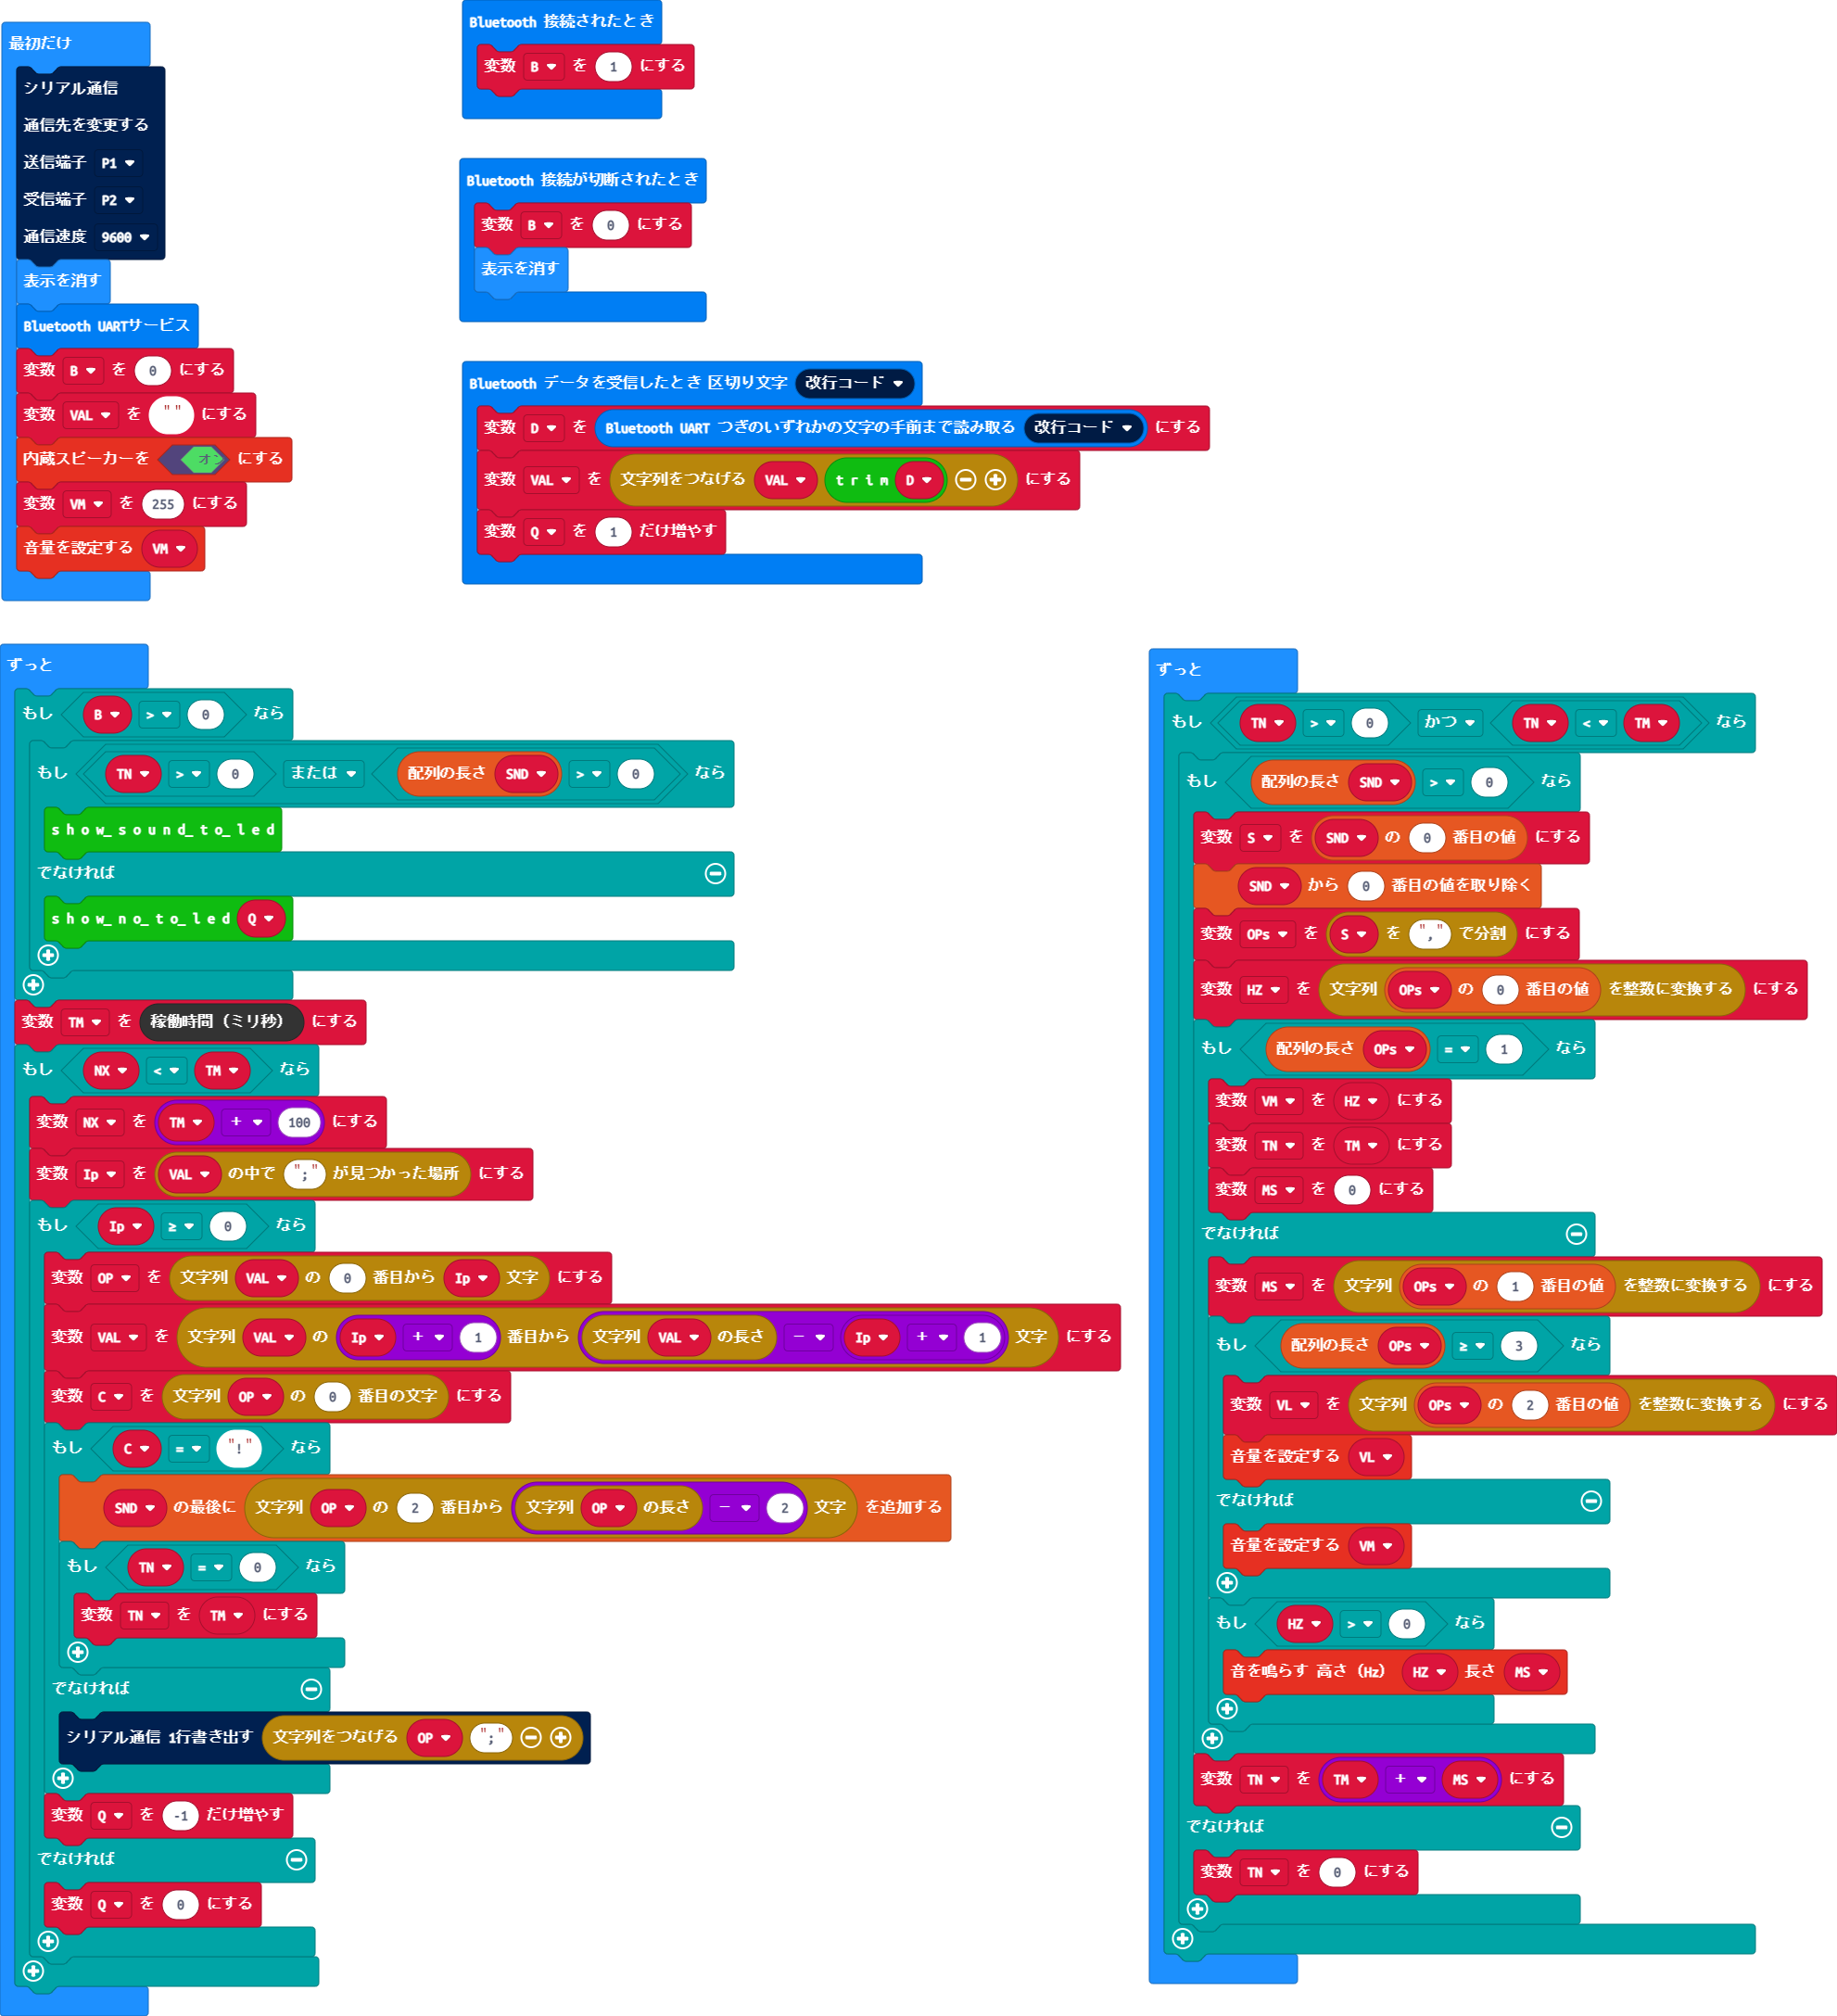 最初だけ
シリアル通信
通信先を変更する
送信端子 P1
受信端子 P2
通信速度 9600
表示を消す
Bluetooth UARTサービス
変数 B を 0 にする
変数 VAL を "" にする
内蔵スピーカーを オン にする
変数 VM を 255 にする
音量を設定する VM
Bluetooth 接続されたとき
変数 B を 1 にする
Bluetooth 接続が切断されたとき
変数 B を 0 にする
表示を消す
Bluetooth データを受信したとき 区切り文字 改行コード
変数 D を Bluetooth UART つぎのいずれかの文字の手前まで読み取る 改行コード にする
変数 VAL を 文字列をつなげる VAL trim D にする
変数 Q を 1 だけ増やす
ずっと
もし B > 0 なら
もし TN > 0 または 配列の長さ SND > 0 なら
show_sound_to_led
でなければ
show_no_to_led Q
変数 TM を 稼働時間（ミリ秒） にする
もし NX < TM なら
変数 NX を TM + 100 にする
変数 Ip を VAL の中で ";" が見つかった場所 にする
もし Ip ≥ 0 なら
変数 OP を 文字列 VAL の 0 番目から Ip 文字 にする
変数 VAL を 文字列 VAL の Ip + 1 番目から 文字列 VAL の長さ - Ip + 1 文字 にする
変数 C を 文字列 OP の 0 番目の文字 にする
もし C = "!" なら
SND の最後に 文字列 OP の 2 番目から 文字列 OP の長さ - 2 文字 を追加する
もし TN = 0 なら
変数 TN を TM にする
でなければ
シリアル通信 1行書き出す 文字列をつなげる OP ";"
変数 Q を -1 だけ増やす
でなければ
変数 Q を 0 にする
ずっと
もし TN > 0 かつ TN < TM なら
もし 配列の長さ SND > 0 なら
変数 S を SND の 0 番目の値 にする
SND から 0 番目の値を取り除く
変数 OPs を S を "," で分割 にする
変数 HZ を 文字列 OPs の 0 番目の値 を整数に変換する にする
もし 配列の長さ OPs = 1 なら
変数 VM を HZ にする
変数 TN を TM にする
変数 MS を 0 にする
でなければ
変数 MS を 文字列 OPs の 1 番目の値 を整数に変換する にする
もし 配列の長さ OPs ≥ 3 なら
変数 VL を 文字列 OPs の 2 番目の値 を整数に変換する にする
音量を設定する VL
でなければ
音量を設定する VM
もし HZ > 0 なら
音を鳴らす 高さ（Hz） HZ 長さ MS
変数 TN を TM + MS にする
でなければ
変数 TN を 0 にする